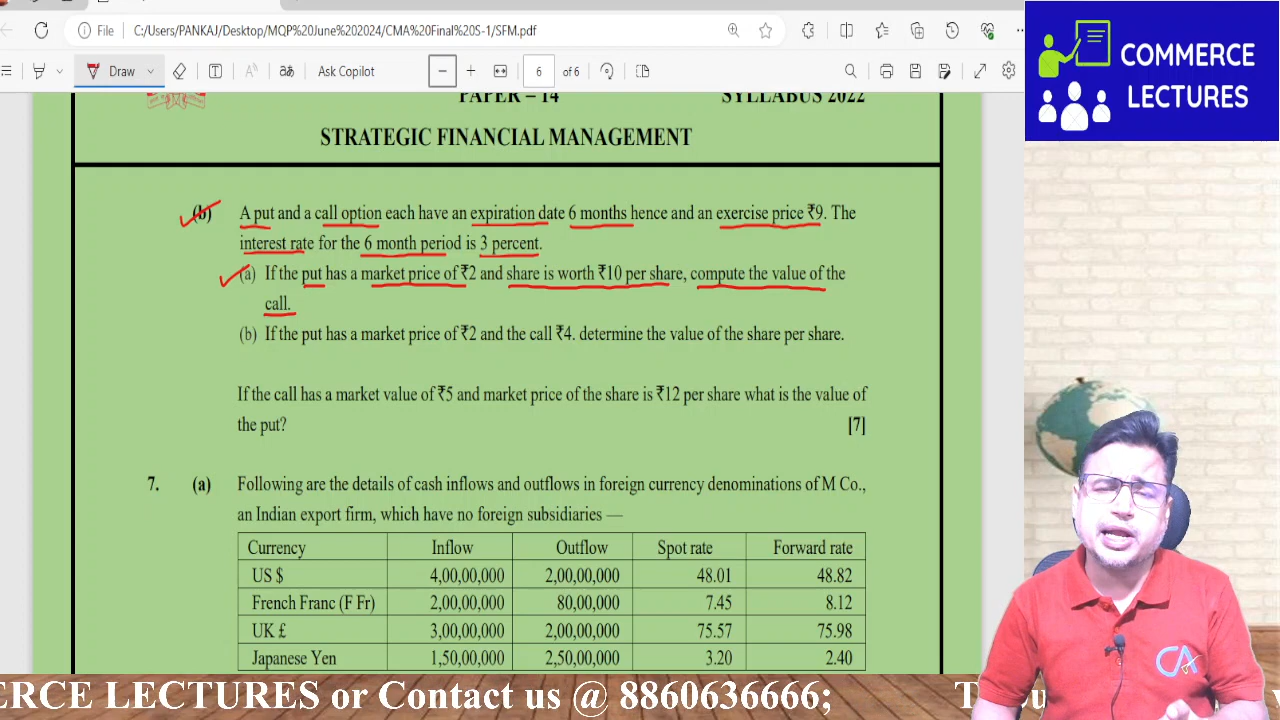 File C:/Users/PANKAJ/Desktop/MQP%20June%202024/CMA%20Final%20S-1/SFM.pdf
Draw
Ask Copilot
6 of 6
COMMERCE
LECTURES
PAPER – 14 SYLLABUS 2022
STRATEGIC FINANCIAL MANAGEMENT
(b) A put and a call option each have an expiration date 6 months hence and an exercise price ₹9. The
interest rate for the 6 month period is 3 percent.
(a) If the put has a market price of ₹2 and share is worth ₹10 per share, compute the value of the
call.
(b) If the put has a market price of ₹2 and the call ₹4. determine the value of the share per share.
If the call has a market value of ₹5 and market price of the share is ₹12 per share what is the value of
the put? [7]
7. (a) Following are the details of cash inflows and outflows in foreign currency denominations of M Co.,
an Indian export firm, which have no foreign subsidiaries —
Currency Inflow Outflow Spot rate Forward rate
US $ 4,00,00,000 2,00,00,000 48.01 48.82
French Franc (F Fr) 2,00,00,000 80,00,000 7.45 8.12
UK £ 3,00,00,000 2,00,00,000 75.57 75.98
Japanese Yen 1,50,00,000 2,50,00,000 3.20 2.40
CA
ERCE LECTURES or Contact us @ 8860636666;